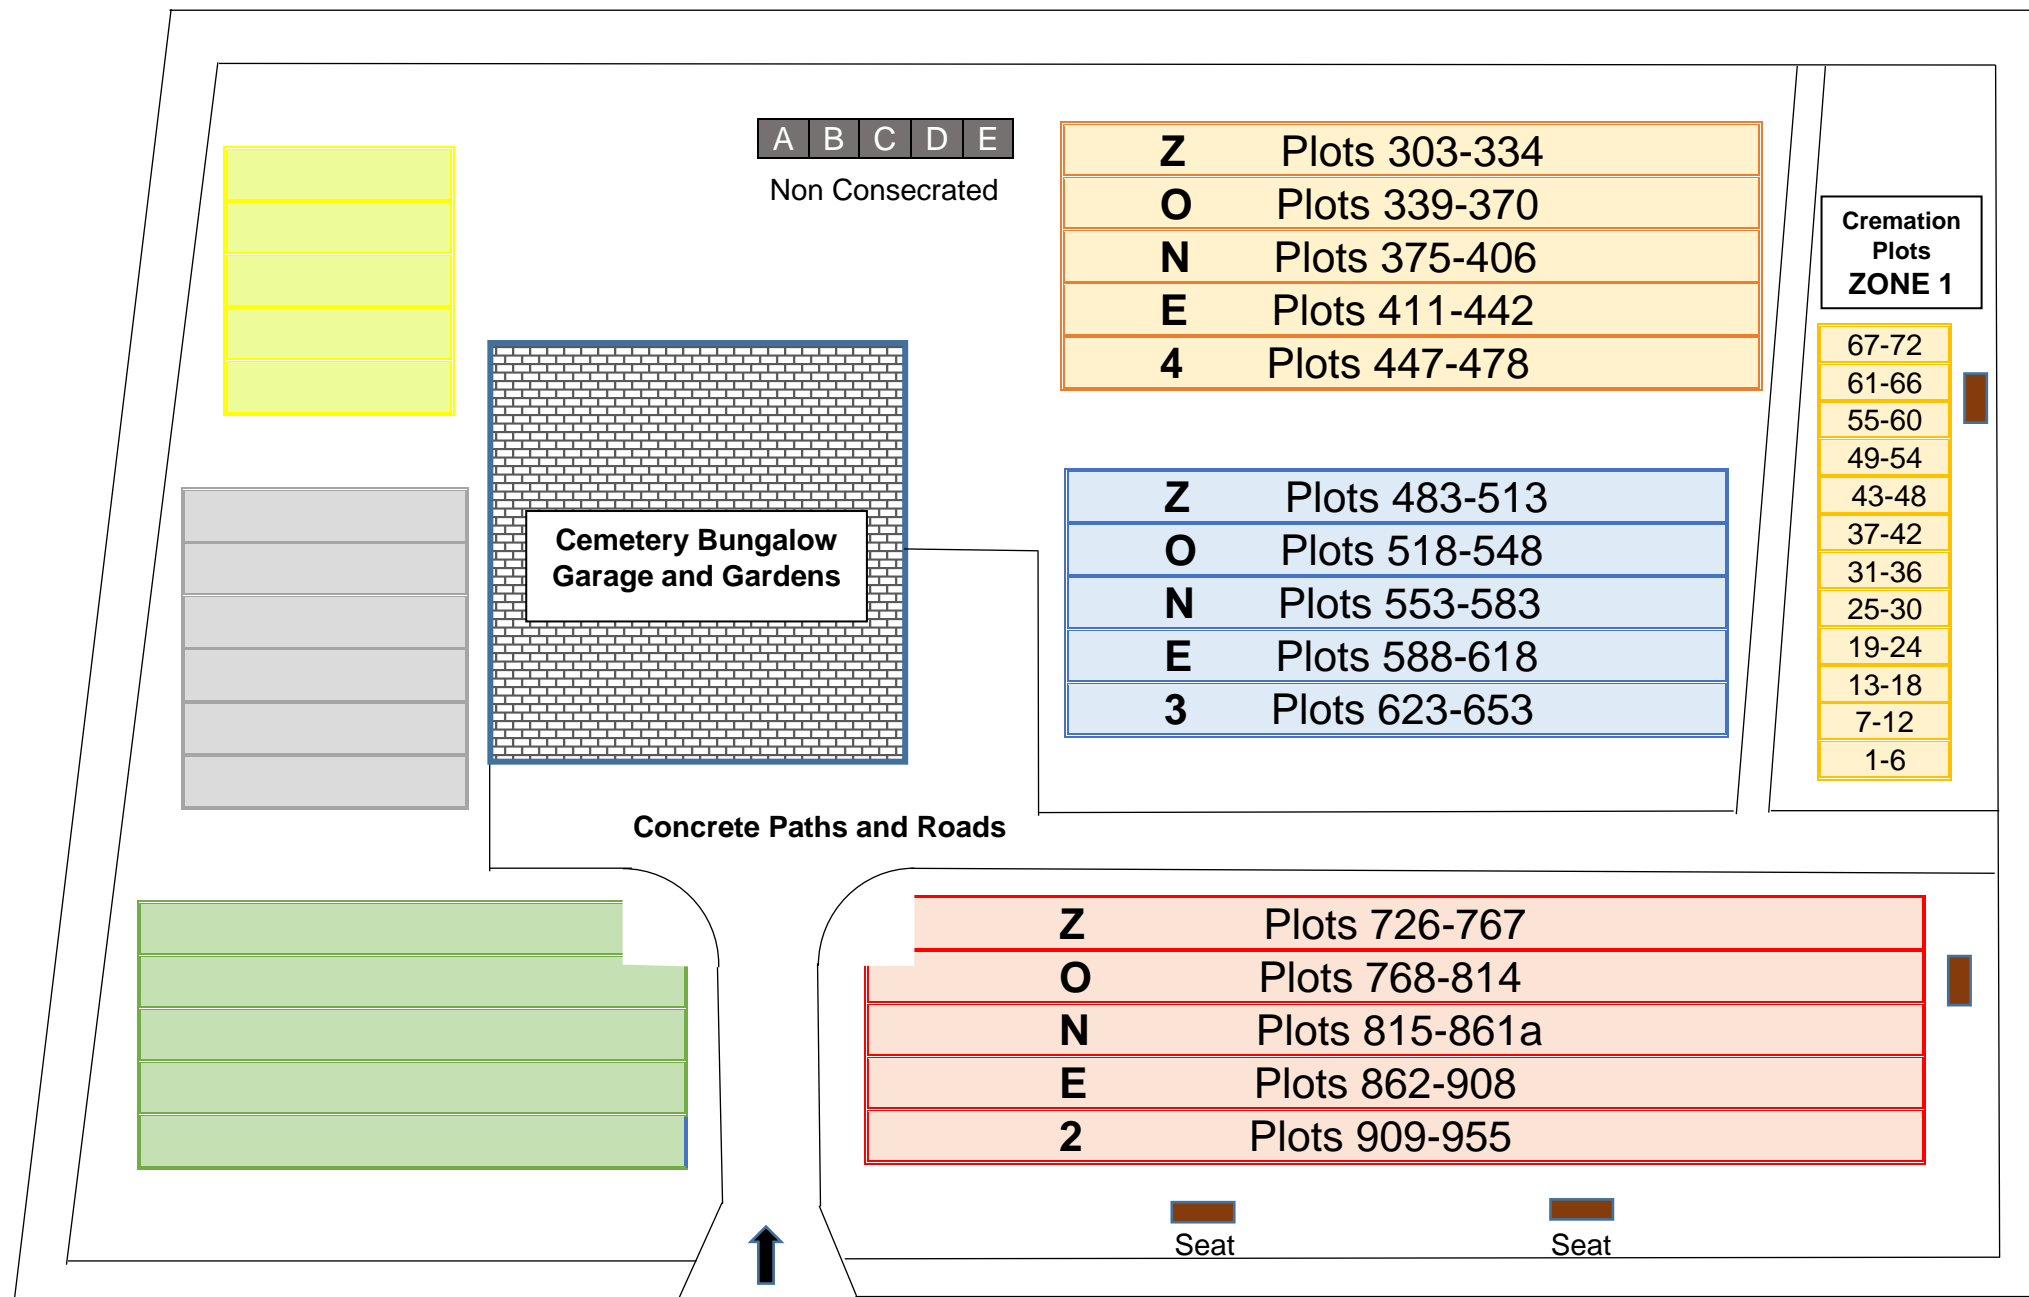 A B C D E
Non Consecrated
Z Plots 303-334
O Plots 339-370
N Plots 375-406
E Plots 411-442
4 Plots 447-478
Cremation
Plots
ZONE 1
67-72
61-66
55-60
49-54
43-48
37-42
31-36
25-30
19-24
13-18
7-12
1-6
Cemetery Bungalow
Garage and Gardens
Z Plots 483-513
O Plots 518-548
N Plots 553-583
E Plots 588-618
3 Plots 623-653
Concrete Paths and Roads
Z Plots 726-767
O Plots 768-814
N Plots 815-861a
E Plots 862-908
2 Plots 909-955
Seat
Seat